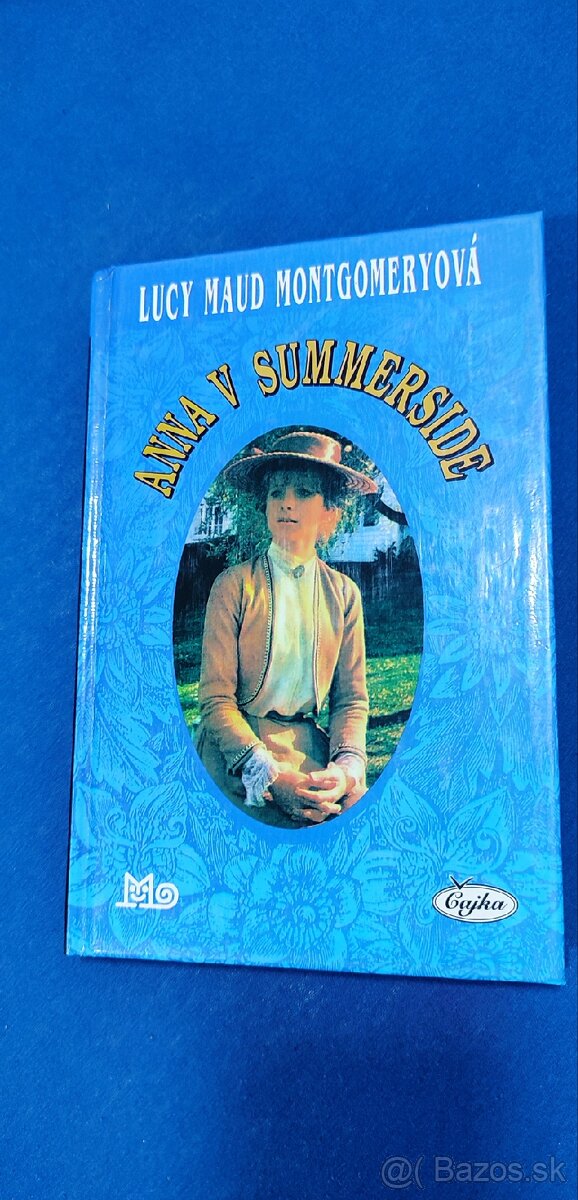 LUCY MAUD MONTGOMERYOVÁ
ANNA V SUMMERSIDE
Čajka
@( Bazos.sk